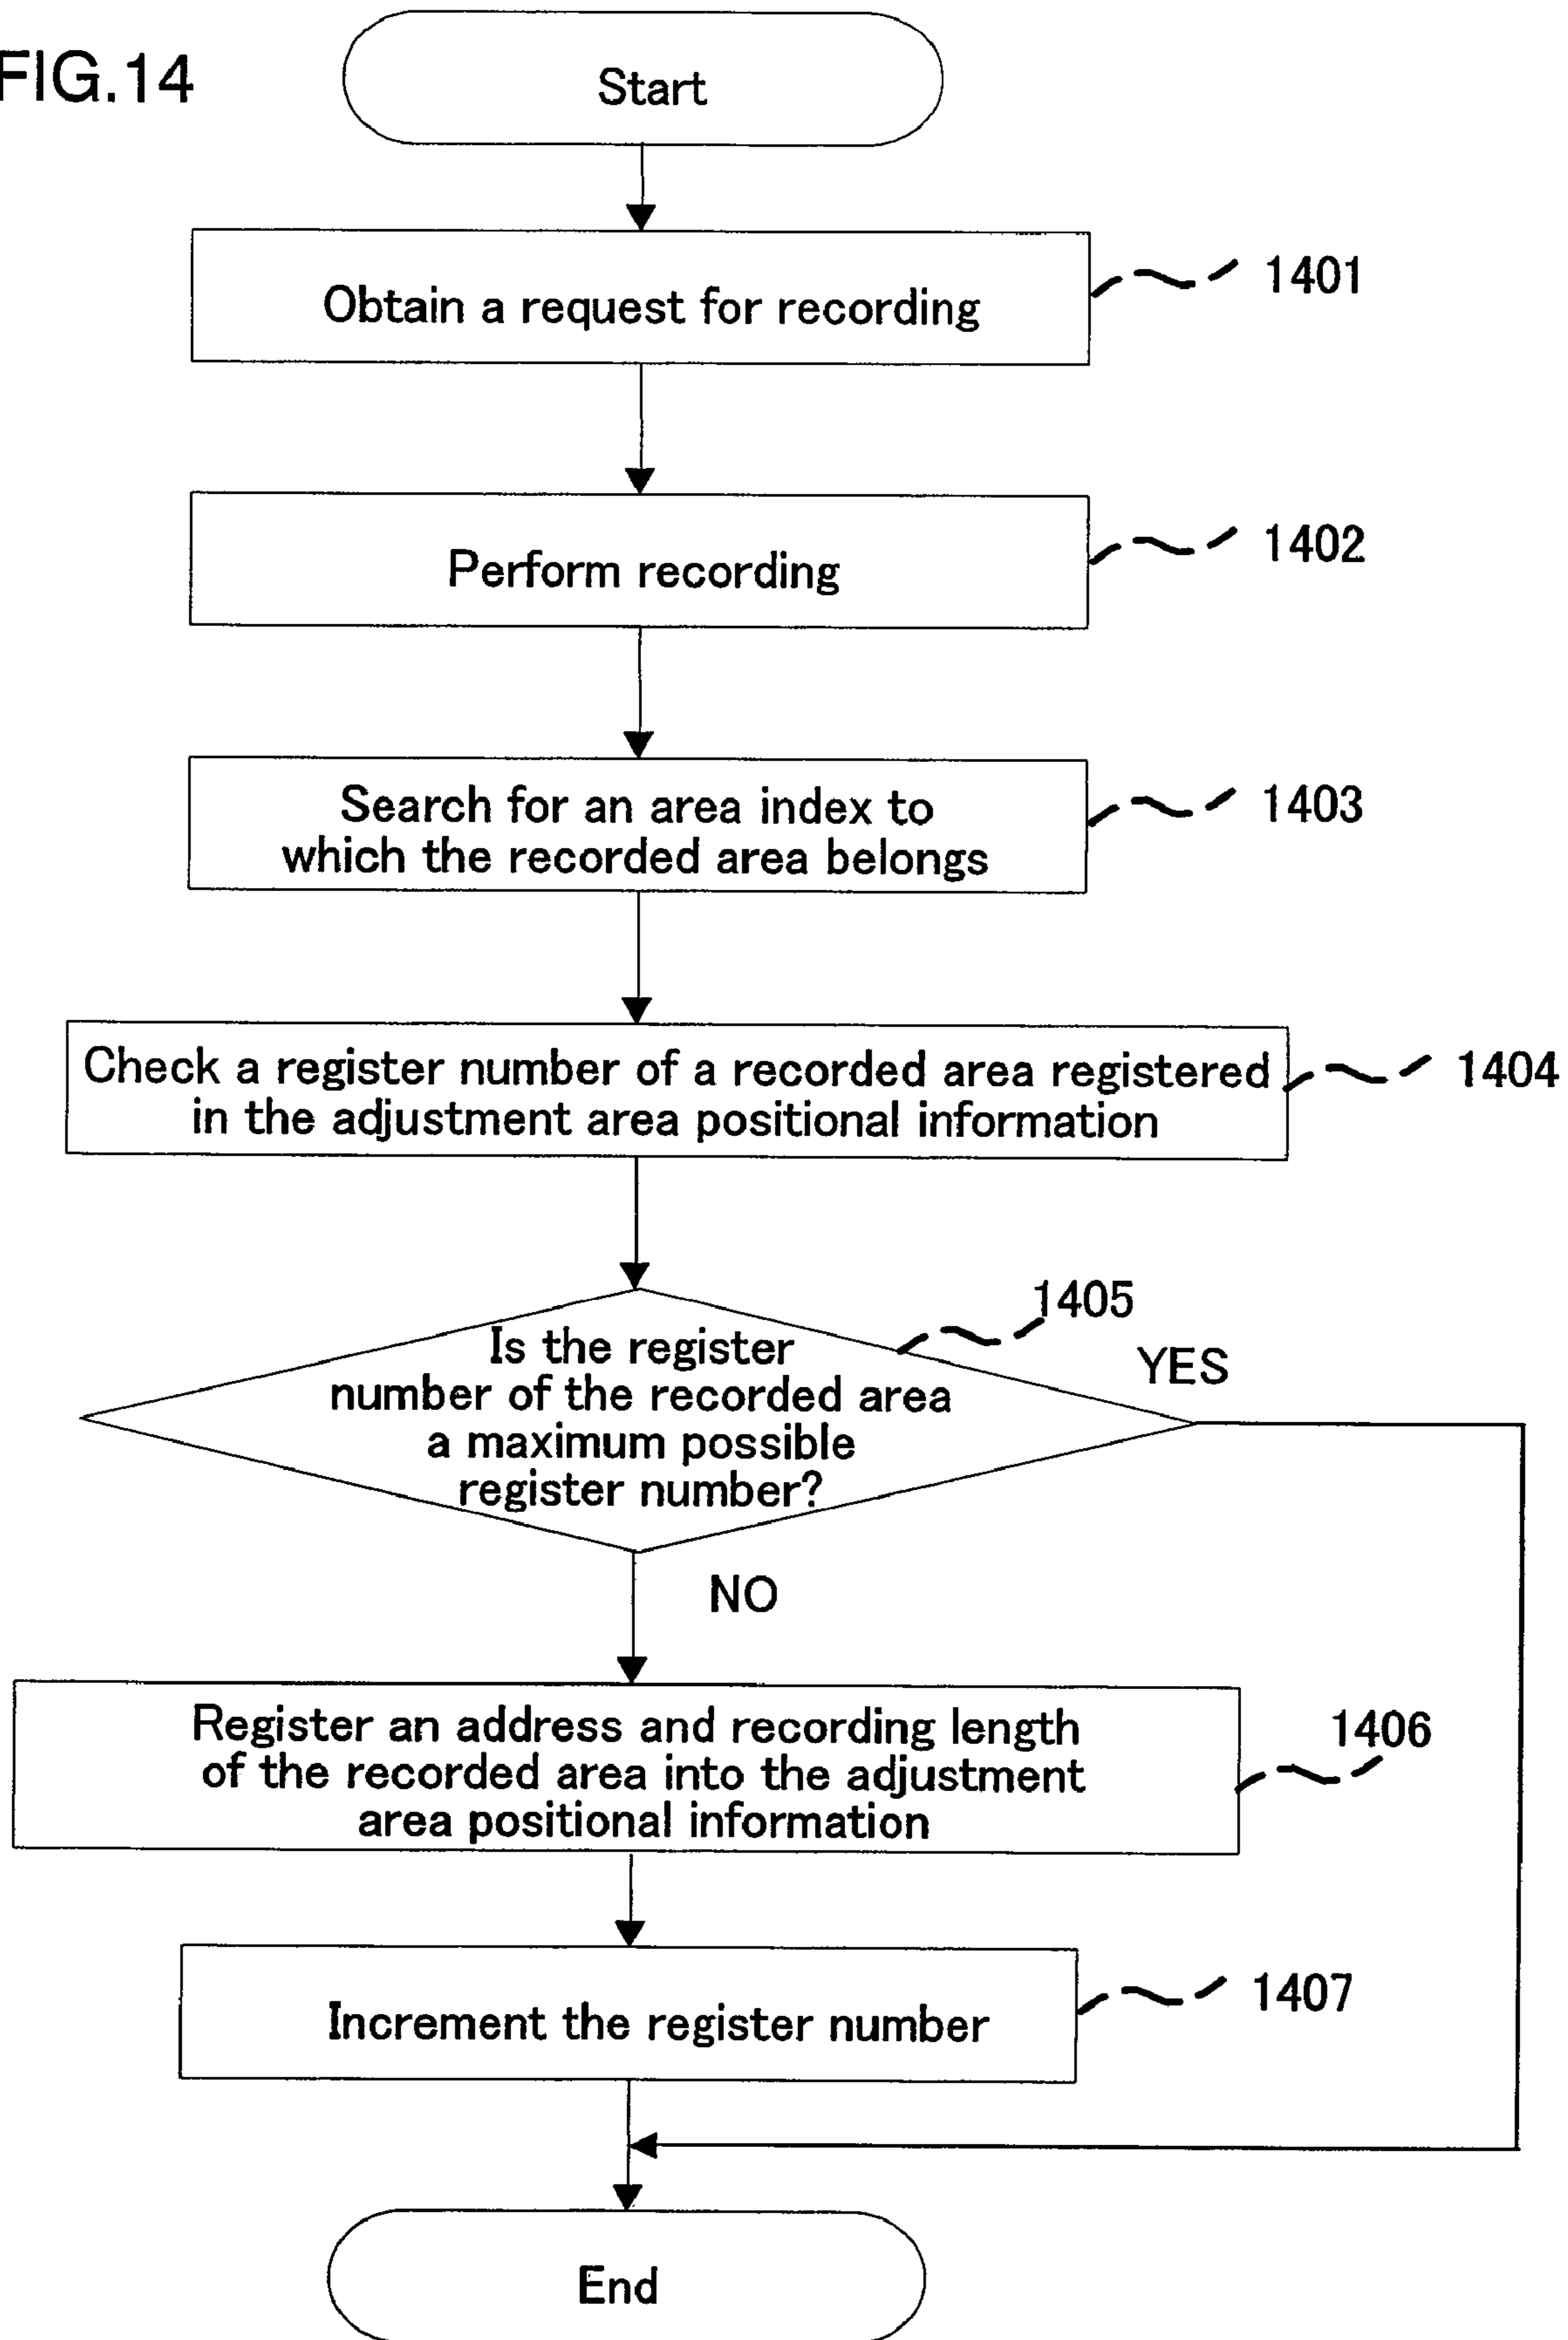 FIG.14
Start
Obtain a request for recording
1401
Perform recording
1402
Search for an area index to
which the recorded area belongs
1403
Check a register number of a recorded area registered
in the adjustment area positional information
1404
1405
Is the register
number of the recorded area
a maximum possible
register number?
YES
NO
Register an address and recording length
of the recorded area into the adjustment
area positional information
1406
Increment the register number
1407
End